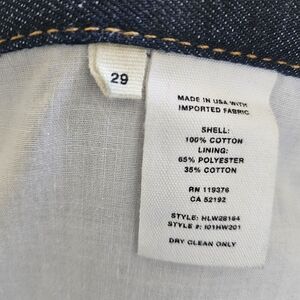 29
MADE IN USA WITH
IMPORTED FABRIC
SHELL:
100% COTTON
LINING:
65% POLYESTER
35% COTTON
RN 119376
CA 52192
STYLE: HLW28164
STYLE #: I01HW201
DRY CLEAN ONLY